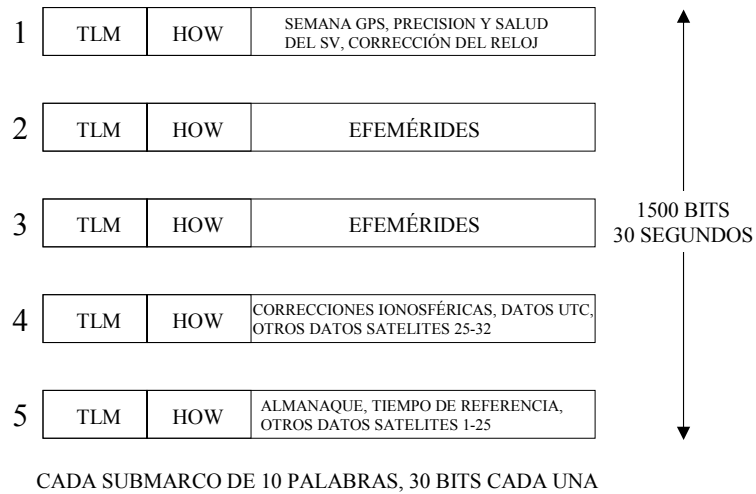 1 TLM HOW SEMANA GPS, PRECISION Y SALUD
DEL SV, CORRECCIÓN DEL RELOJ
2 TLM HOW EFEMÉRIDES
3 TLM HOW EFEMÉRIDES
1500 BITS
30 SEGUNDOS
4 TLM HOW CORRECCIONES IONOSFÉRICAS, DATOS UTC,
OTROS DATOS SATELITES 25-32
5 TLM HOW ALMANAQUE, TIEMPO DE REFERENCIA,
OTROS DATOS SATELITES 1-25
CADA SUBMARCO DE 10 PALABRAS, 30 BITS CADA UNA